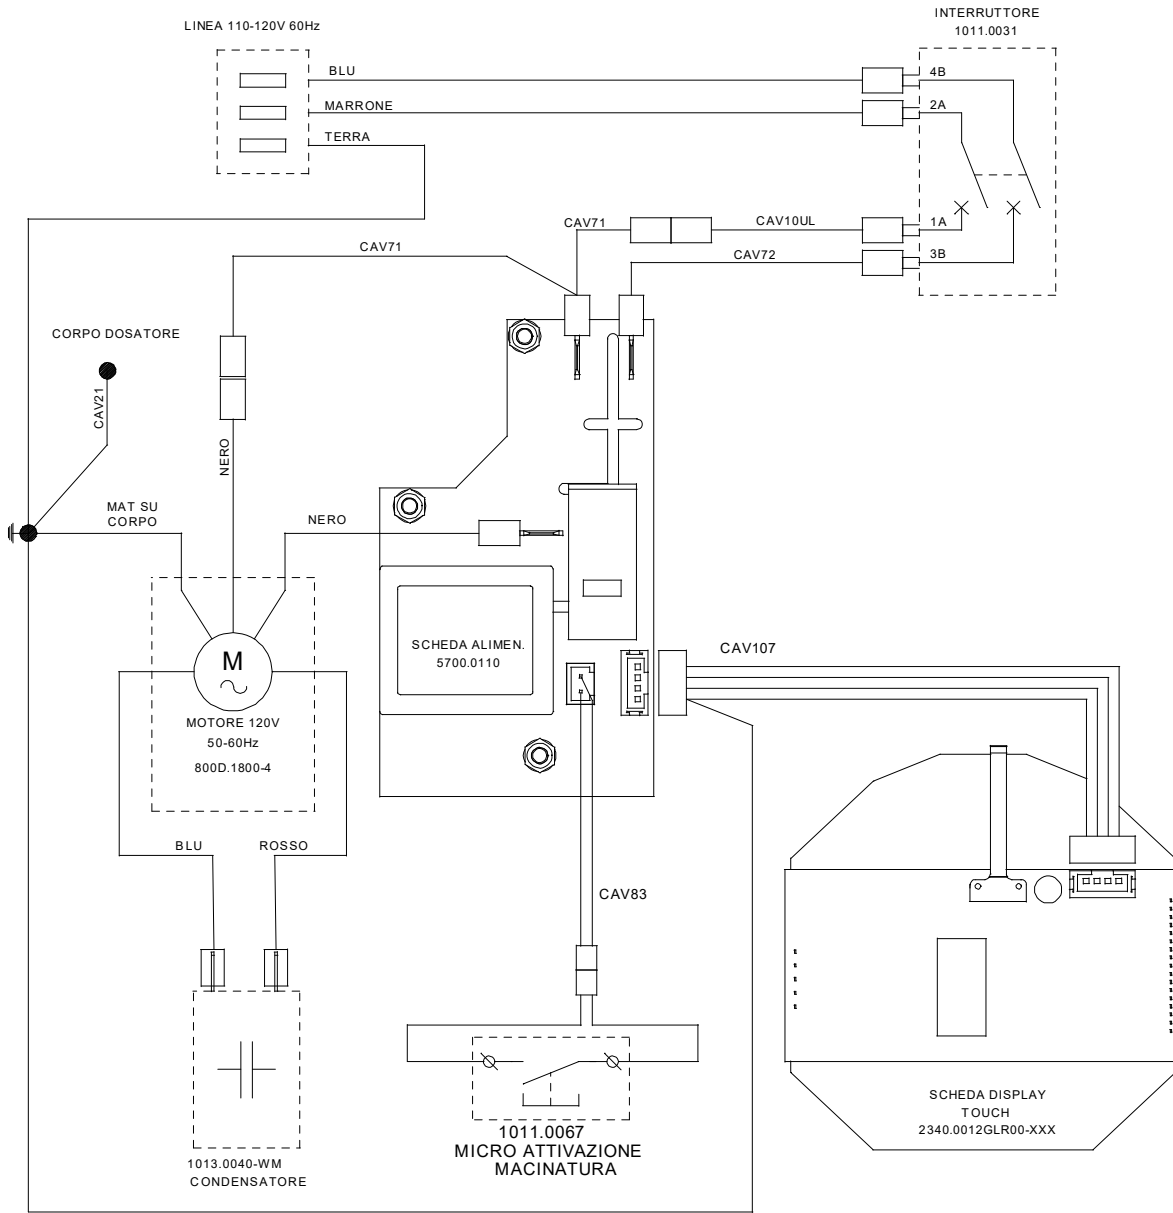 LINEA 110-120V 60Hz
INTERRUTTORE
1011.0031
BLU
4B
MARRONE
2A
TERRA
CAV71
CAV10UL
1A
CAV71
CAV72
3B
CORPO DOSATORE
CAV21
NERO
MAT SU
CORPO
NERO
SCHEDA ALIMEN.
5700.0110
CAV107
M
MOTORE 120V
50-60Hz
800D.1800-4
BLU
ROSSO
CAV83
1011.0067
MICRO ATTIVAZIONE
MACINATURA
SCHEDA DISPLAY
TOUCH
2340.0012GLR00-XXX
1013.0040-WM
CONDENSATORE